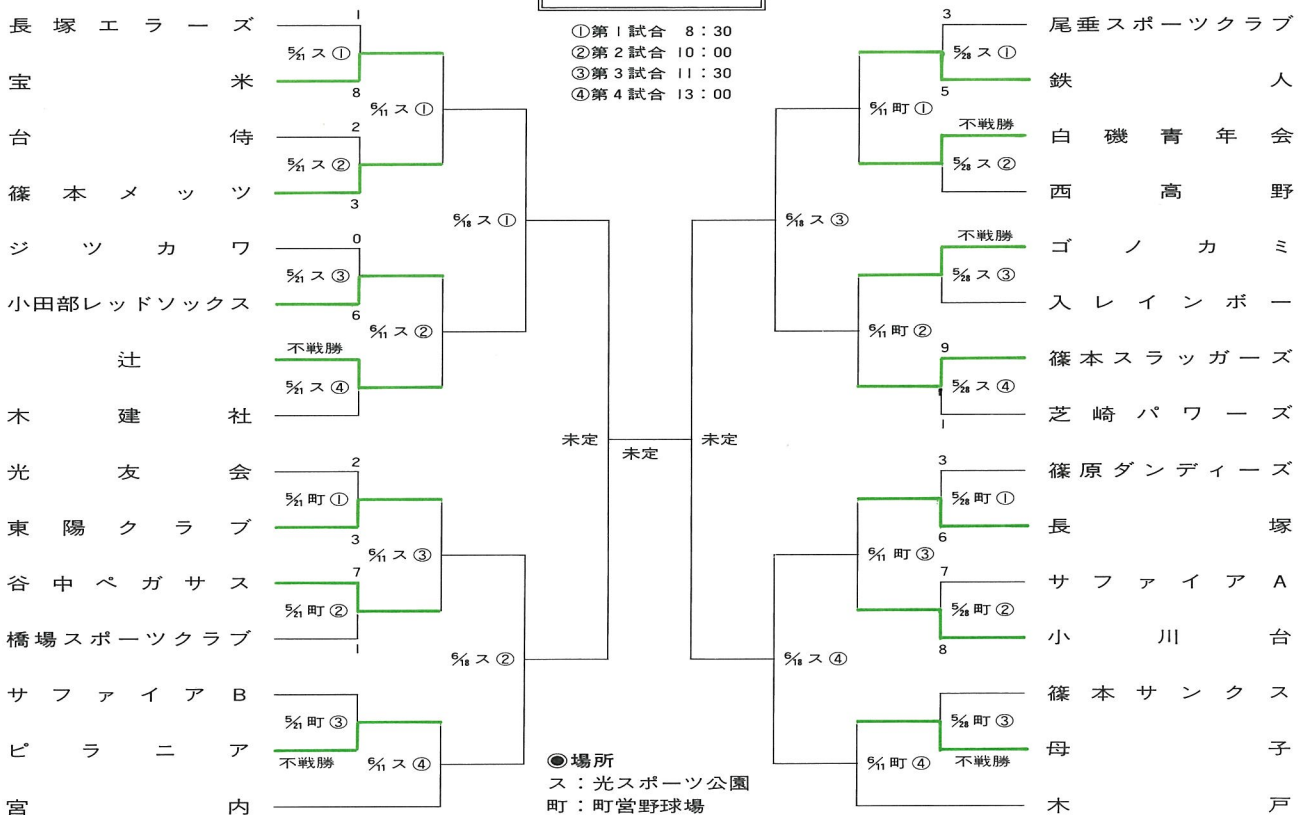 ①第1試合 8:30
②第2試合 10:00
③第3試合 11:30
④第4試合 13:00
長塚エラーズ
1
5/21 ス ①
宝米
8
6/11 ス ①
台侍
2
5/21 ス ②
篠本メッツ
3
6/18 ス ①
ジツカワ
0
5/21 ス ③
小田部レッドソックス
6
6/11 ス ②
辻
不戦勝
5/21 ス ④
木建社
光友会
2
5/21 町 ①
東陽クラブ
3
6/11 ス ③
谷中ペガサス
7
5/21 町 ②
橋場スポーツクラブ
1
6/18 ス ②
サファイアB
5/21 町 ③
ピラニア
不戦勝
6/11 ス ④
宮内
未定
未定
未定
3
尾垂スポーツクラブ
5/28 ス ①
5
鉄人
6/11 町 ①
不戦勝
白磯青年会
5/28 ス ②
西高野
6/18 ス ③
不戦勝
ゴノカミ
5/28 ス ③
入レインボー
6/11 町 ②
9
篠本スラッガーズ
5/28 ス ④
1
芝崎パワーズ
3
篠原ダンディーズ
5/28 町 ①
6
長塚
6/11 町 ③
7
サファイアA
5/28 町 ②
8
小川台
6/18 ス ④
篠本サンクス
5/28 町 ③
不戦勝
母子
6/11 町 ④
木戸
◉場所
ス:光スポーツ公園
町:町営野球場